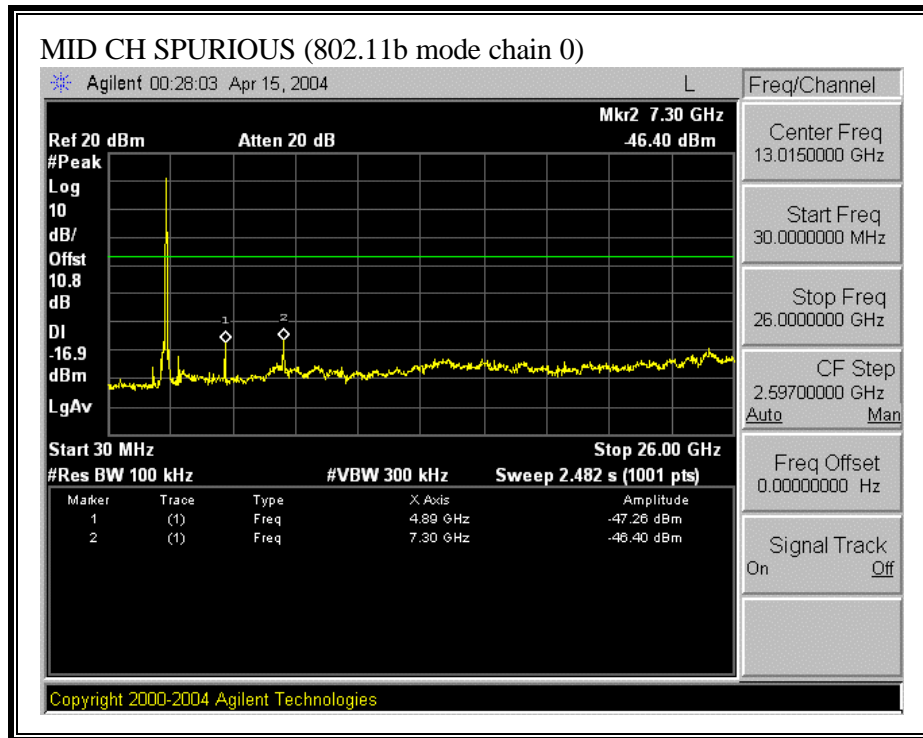 MID CH SPURIOUS (802.11b mode chain 0)
Agilent 00:28:03 Apr 15, 2004 L
Freq/Channel
Mkr2 7.30 GHz
Ref 20 dBm Atten 20 dB -46.40 dBm
#Peak
Log
10
dB/
Offst
10.8
dB
DI
-16.9
dBm
LgAv
1
2
Start 30 MHz Stop 26.00 GHz
#Res BW 100 kHz #VBW 300 kHz Sweep 2.482 s (1001 pts)
Marker Trace Type X Axis Amplitude
1 (1) Freq 4.89 GHz -47.26 dBm
2 (1) Freq 7.30 GHz -46.40 dBm
Center Freq
13.0150000 GHz
Start Freq
30.0000000 MHz
Stop Freq
26.0000000 GHz
CF Step
2.59700000 GHz
Auto Man
Freq Offset
0.00000000 Hz
Signal Track
On Off
Copyright 2000-2004 Agilent Technologies